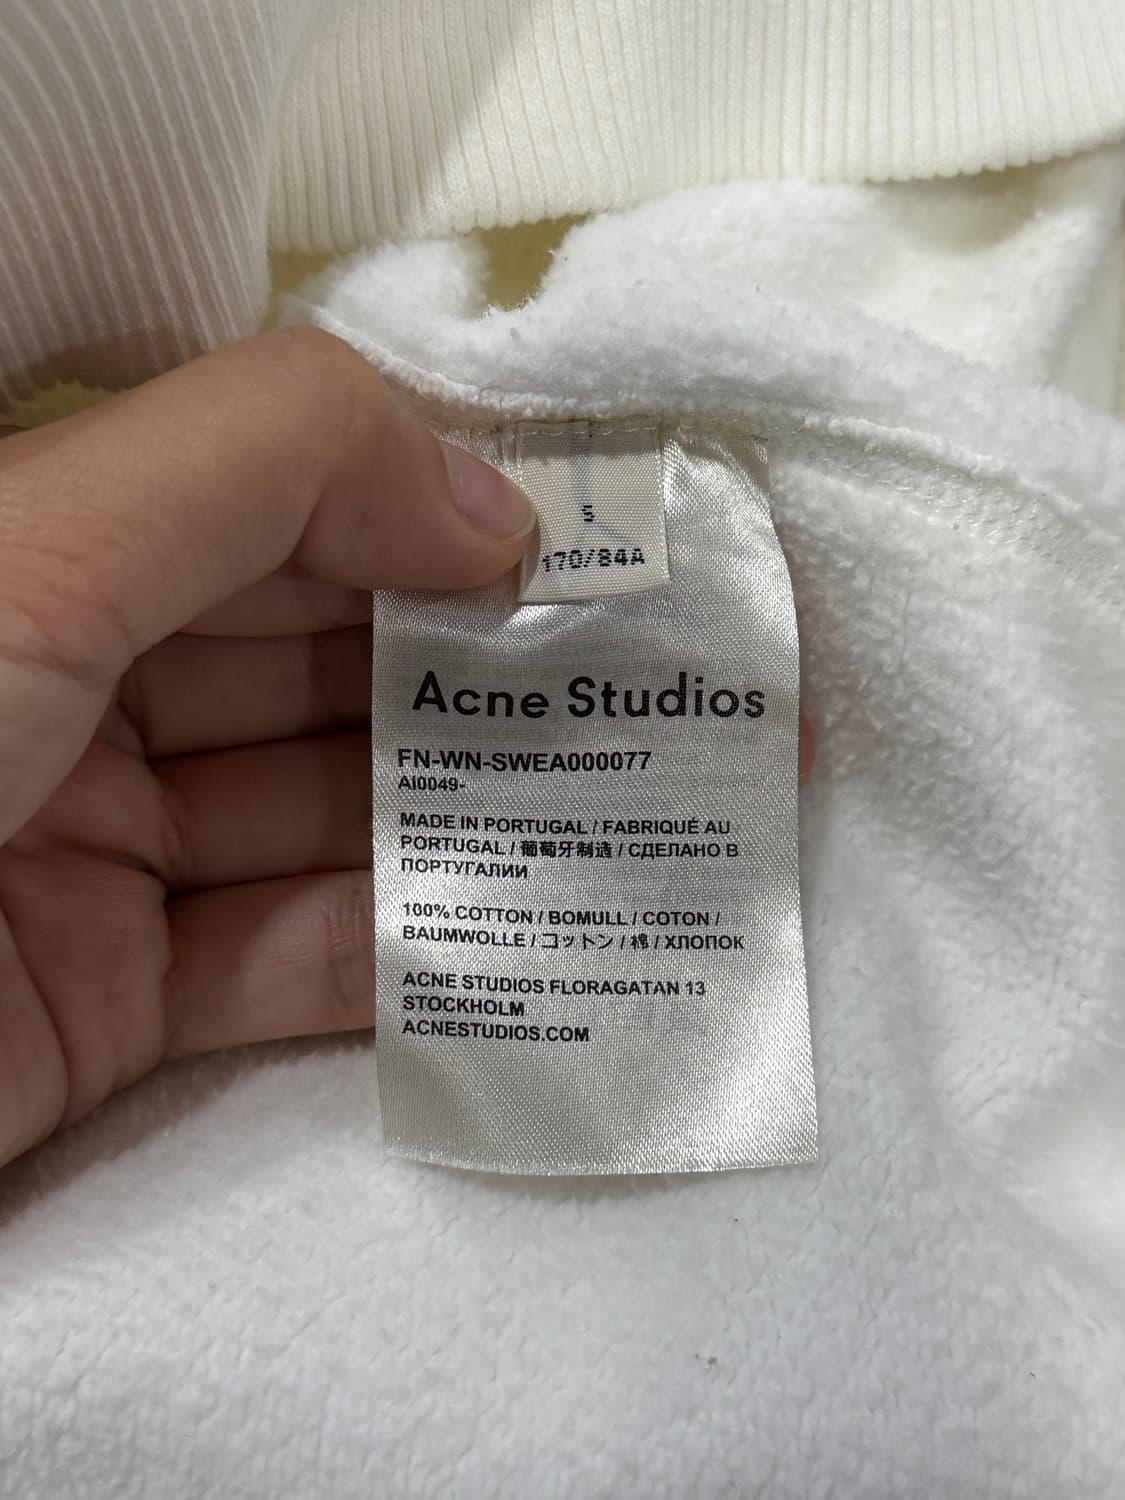 S
170/84A
Acne Studios
FN-WN-SWEA000077
AI0049-
MADE IN PORTUGAL / FABRIQUÉ AU
PORTUGAL / 葡萄牙制造 / СДЕЛАНО В
ПОРТУГАЛИИ
100% COTTON / BOMULL / COTON /
BAUMWOLLE / コットン / 棉 / ХЛОПОК
ACNE STUDIOS FLORAGATAN 13
STOCKHOLM
ACNESTUDIOS.COM